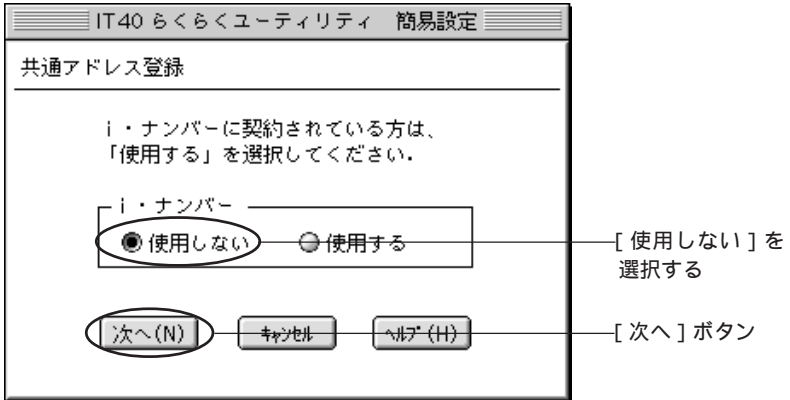 IT40 らくらくユーティリティ 簡易設定
共通アドレス登録
i・ナンバーに契約されている方は、
「使用する」を選択してください.
i・ナンバー
使用しない 使用する
[ 使用しない ] を
選択する
次へ(N) ｷｬﾝｾﾙ ﾍﾙﾌﾟ(H)
[ 次へ ] ボタン